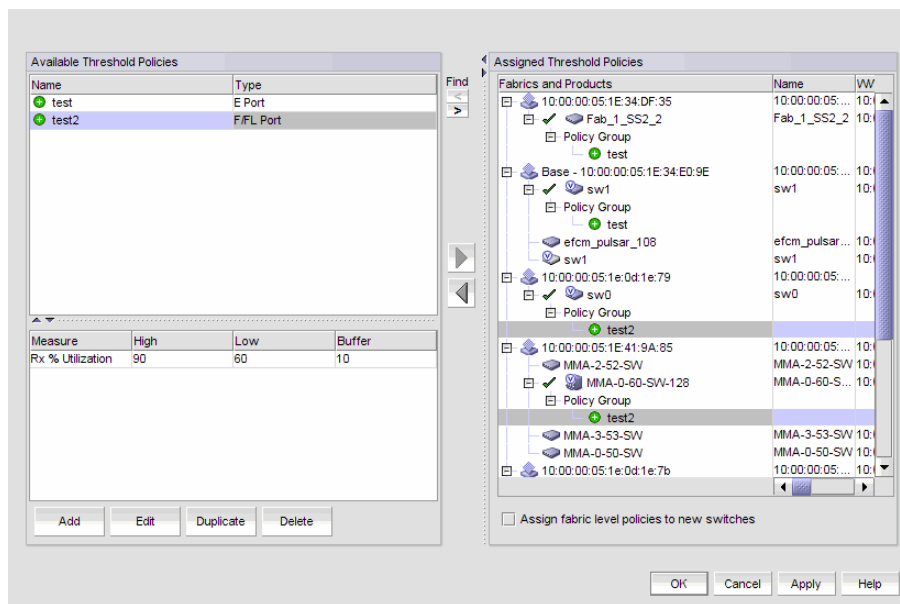 Available Threshold Policies
Name Type
test E Port
test2 F/FL Port
Measure High Low Buffer
Rx % Utilization 90 60 10
Add Edit Duplicate Delete
Find
<
>
Assigned Threshold Policies
Fabrics and Products Name
10:00:00:05:1E:34:DF:35 10:00:00:05:...
Fab_1_SS2_2 Fab_1_SS2_2
Policy Group
test
Base - 10:00:00:05:1E:34:E0:9E 10:00:00:05:...
sw1 sw1
Policy Group
test
efcm_pulsar_108 efcm_pulsar...
sw1 sw1
10:00:00:05:1e:0d:1e:79 10:00:00:05:...
sw0 sw0
Policy Group
test2
10:00:00:05:1E:41:9A:85 10:00:00:05:...
MMA-2-52-SW MMA-2-52-SW
MMA-0-60-SW-128 MMA-0-60-S...
Policy Group
test2
MMA-3-53-SW MMA-3-53-SW
MMA-0-50-SW MMA-0-50-SW
10:00:00:05:1e:0d:1e:7b 10:00:00:05:...
Assign fabric level policies to new switches
OK Cancel Apply Help